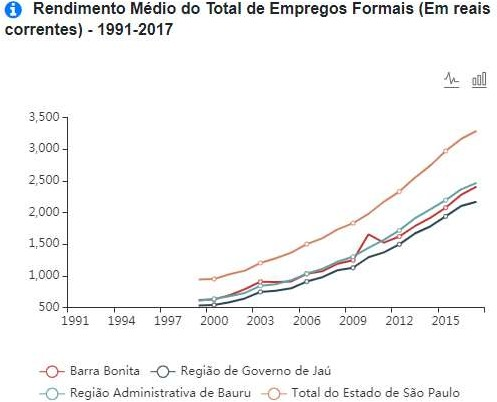 Rendimento Médio do Total de Empregos Formais (Em reais
correntes) - 1991-2017
3,500
3,000
2,500
2,000
1,500
1,000
500
1991 1994 1997 2000 2003 2006 2009 2012 2015
Barra Bonita Região de Governo de Jaú
Região Administrativa de Bauru Total do Estado de São Paulo